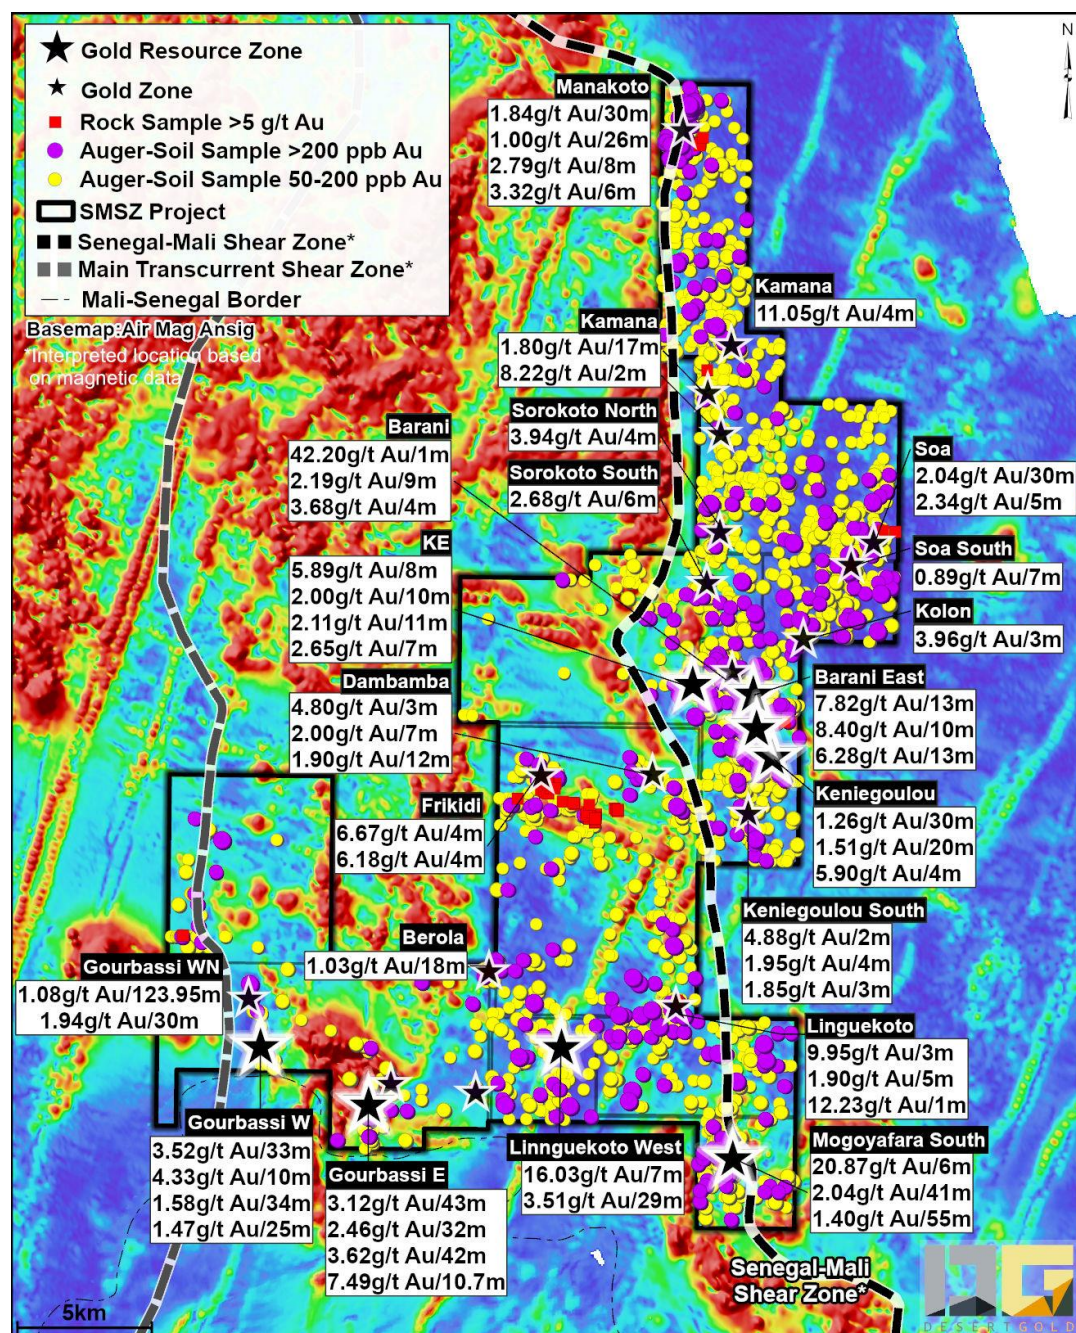 Gold Resource Zone
Gold Zone
Rock Sample >5 g/t Au
Auger-Soil Sample >200 ppb Au
Auger-Soil Sample 50-200 ppb Au
SMSZ Project
Senegal-Mali Shear Zone*
Main Transcurrent Shear Zone*
Mali-Senegal Border
Basemap:Air Mag Ansig
*Interpreted location based
on magnetic data
N
Manakoto
1.84g/t Au/30m
1.00g/t Au/26m
2.79g/t Au/8m
3.32g/t Au/6m
Kamana
11.05g/t Au/4m
Kamana
1.80g/t Au/17m
8.22g/t Au/2m
Sorokoto North
3.94g/t Au/4m
Sorokoto South
2.68g/t Au/6m
Barani
42.20g/t Au/1m
2.19g/t Au/9m
3.68g/t Au/4m
KE
5.89g/t Au/8m
2.00g/t Au/10m
2.11g/t Au/11m
2.65g/t Au/7m
Dambamba
4.80g/t Au/3m
2.00g/t Au/7m
1.90g/t Au/12m
Soa
2.04g/t Au/30m
2.34g/t Au/5m
Soa South
0.89g/t Au/7m
Kolon
3.96g/t Au/3m
Barani East
7.82g/t Au/13m
8.40g/t Au/10m
6.28g/t Au/13m
Keniegoulou
1.26g/t Au/30m
1.51g/t Au/20m
5.90g/t Au/4m
Frikidi
6.67g/t Au/4m
6.18g/t Au/4m
Keniegoulou South
4.88g/t Au/2m
1.95g/t Au/4m
1.85g/t Au/3m
Berola
1.03g/t Au/18m
Gourbassi WN
1.08g/t Au/123.95m
1.94g/t Au/30m
Linguekoto
9.95g/t Au/3m
1.90g/t Au/5m
12.23g/t Au/1m
Gourbassi W
3.52g/t Au/33m
4.33g/t Au/10m
1.58g/t Au/34m
1.47g/t Au/25m
Gourbassi E
3.12g/t Au/43m
2.46g/t Au/32m
3.62g/t Au/42m
7.49g/t Au/10.7m
Linnguekoto West
16.03g/t Au/7m
3.51g/t Au/29m
Mogoyafara South
20.87g/t Au/6m
2.04g/t Au/41m
1.40g/t Au/55m
Senegal-Mali
Shear Zone*
5km
DG
DESERTGOLD